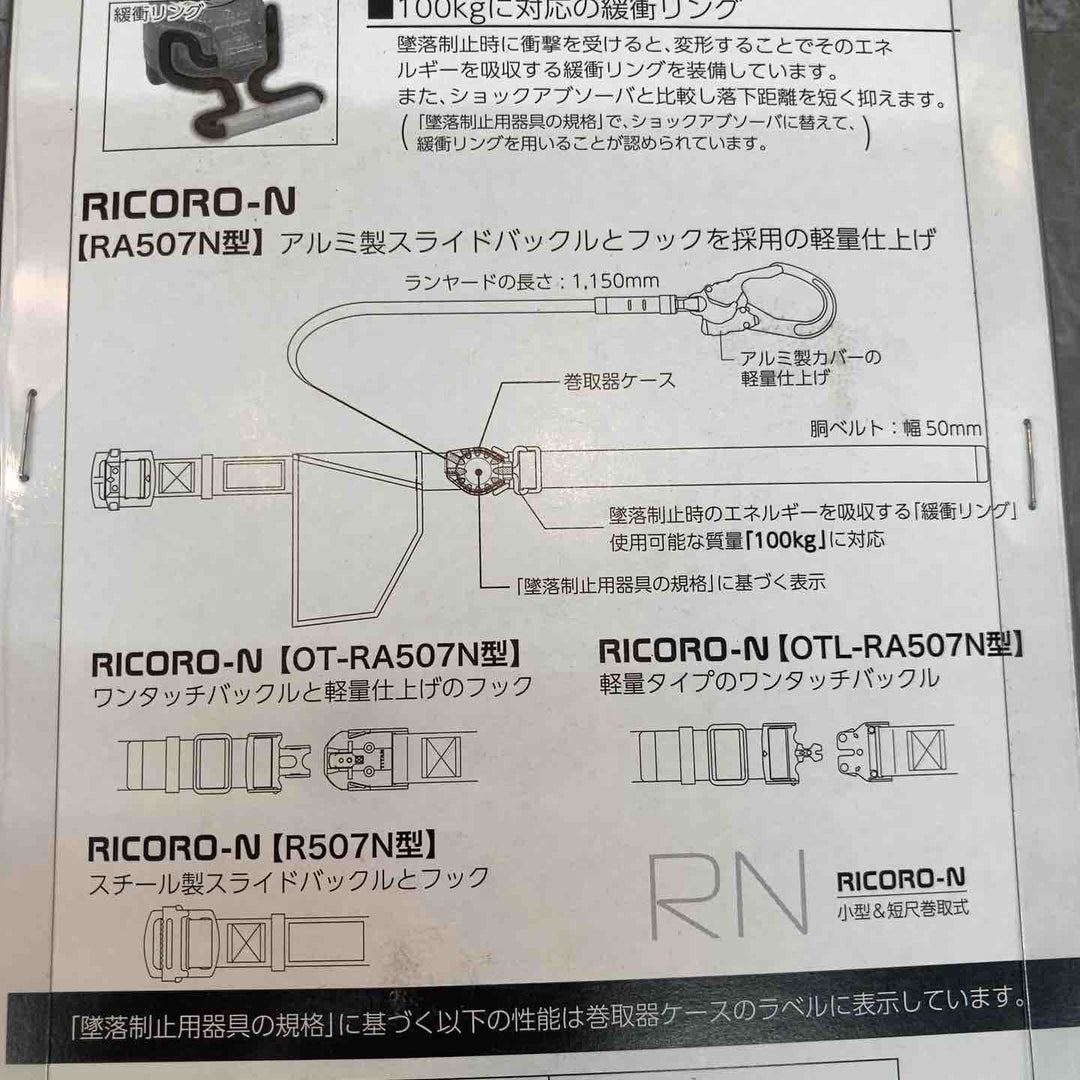 緩衝リング
■100kgに対応の緩衝リング
墜落制止時に衝撃を受けると、変形することでそのエネ
ルギーを吸収する緩衝リングを装備しています。
また、ショックアブソーバと比較し落下距離を短く抑えます。
(「墜落制止用器具の規格」で、ショックアブソーバに替えて、
緩衝リングを用いることが認められています。)
RICORO-N
【RA507N型】アルミ製スライドバックルとフックを採用の軽量仕上げ
ランヤードの長さ：1,150mm
アルミ製カバーの
軽量仕上げ
巻取器ケース
胴ベルト：幅50mm
墜落制止時のエネルギーを吸収する「緩衝リング」
使用可能な質量「100kg」に対応
「墜落制止用器具の規格」に基づく表示
RICORO-N【OT-RA507N型】
ワンタッチバックルと軽量仕上げのフック
RICORO-N【OTL-RA507N型】
軽量タイプのワンタッチバックル
RICORO-N【R507N型】
スチール製スライドバックルとフック
RN
RICORO-N
小型＆短尺巻取式
「墜落制止用器具の規格」に基づく以下の性能は巻取器ケースのラベルに表示しています。